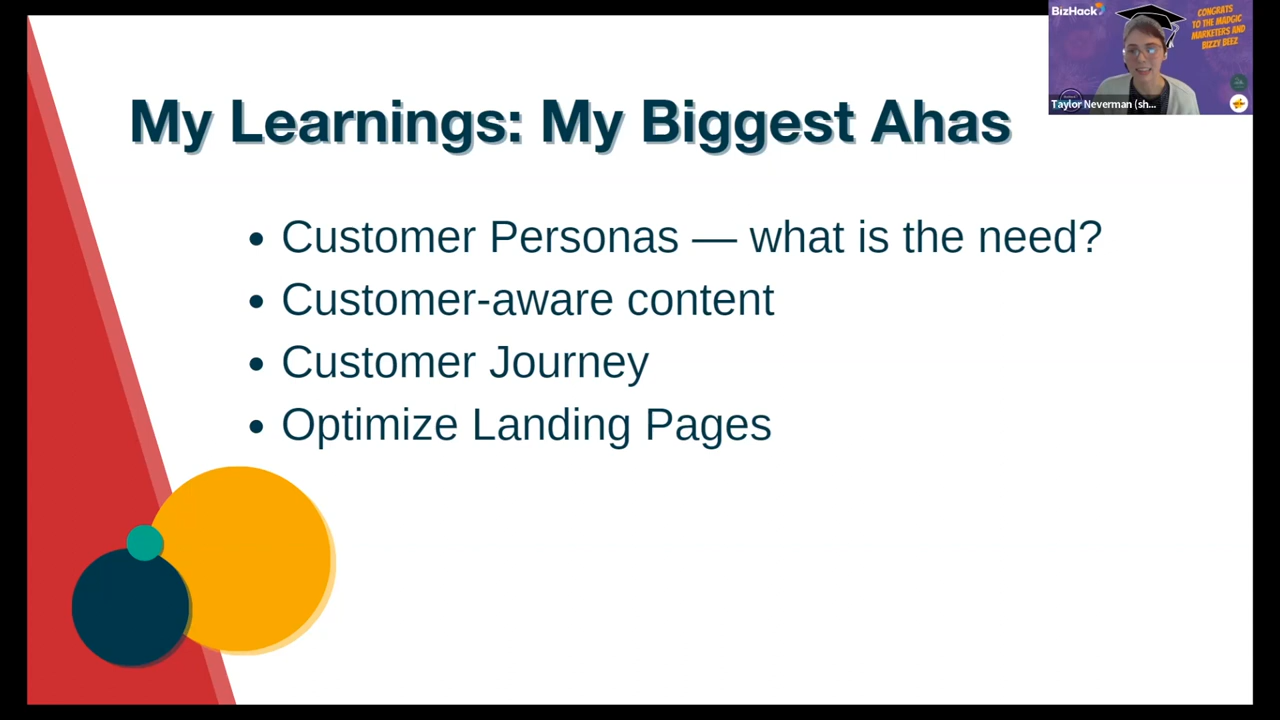 My Learnings: My Biggest Ahas
• Customer Personas — what is the need?
• Customer-aware content
• Customer Journey
• Optimize Landing Pages
BizHack
CONGRATS
TO THE MADGIC
MARKETERS AND
BIZZY BEEZ
Taylor Neverman (sh...